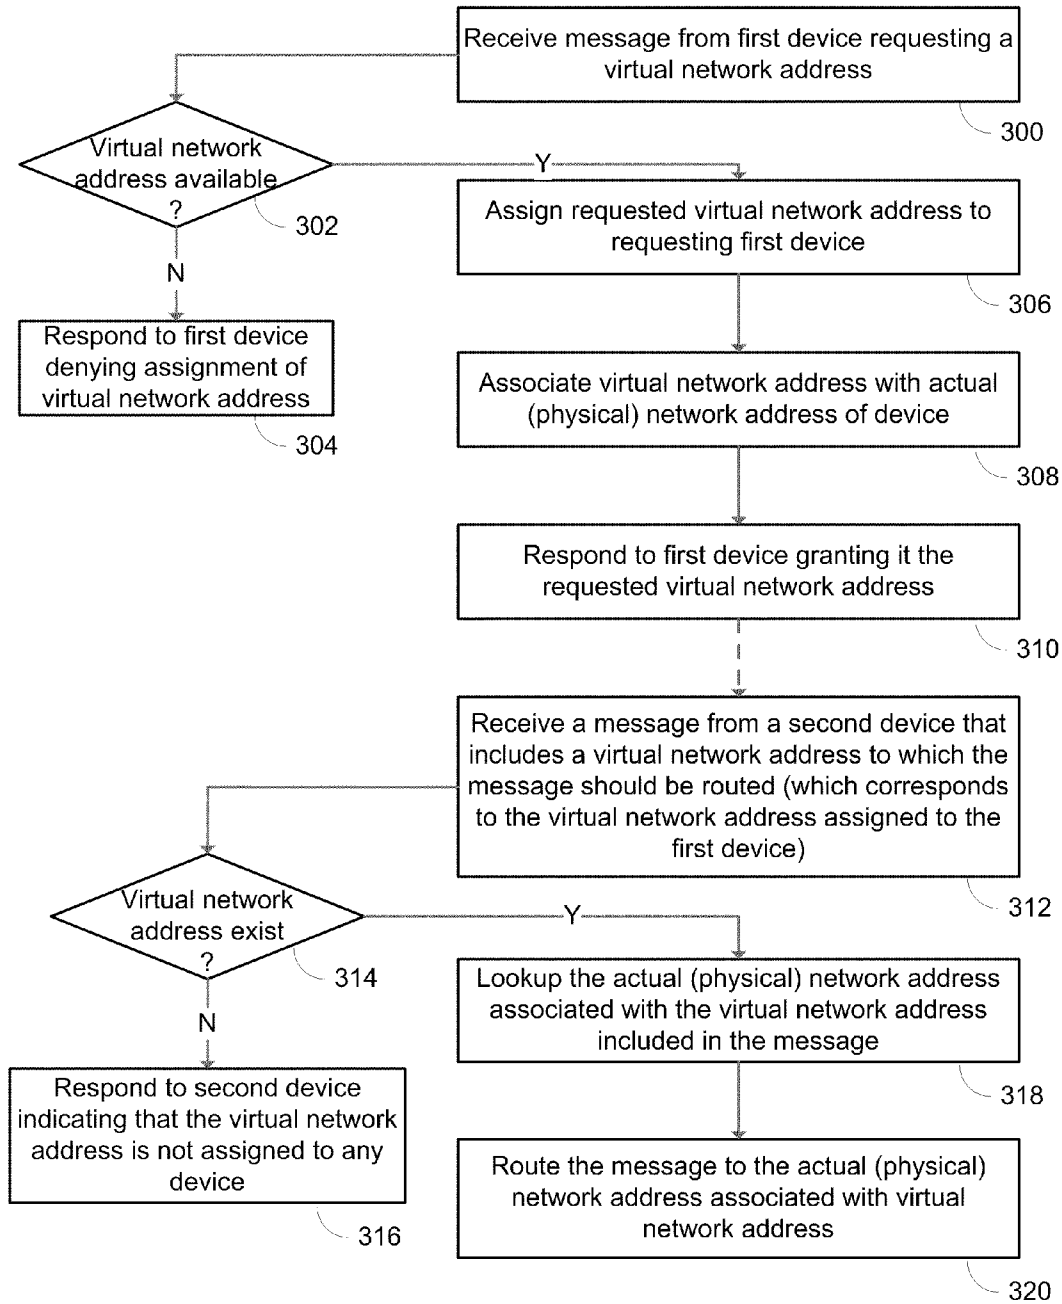 Receive message from first device requesting a
virtual network address
300
Virtual network
address available
?
302
Y
N
Assign requested virtual network address to
requesting first device
306
Respond to first device
denying assignment of
virtual network address
304
Associate virtual network address with actual
(physical) network address of device
308
Respond to first device granting it the
requested virtual network address
310
Receive a message from a second device that
includes a virtual network address to which the
message should be routed (which corresponds
to the virtual network address assigned to the
first device)
312
Virtual network
address exist
?
314
Y
N
Lookup the actual (physical) network address
associated with the virtual network address
included in the message
318
Respond to second device
indicating that the virtual network
address is not assigned to any
device
316
Route the message to the actual (physical)
network address associated with virtual
network address
320